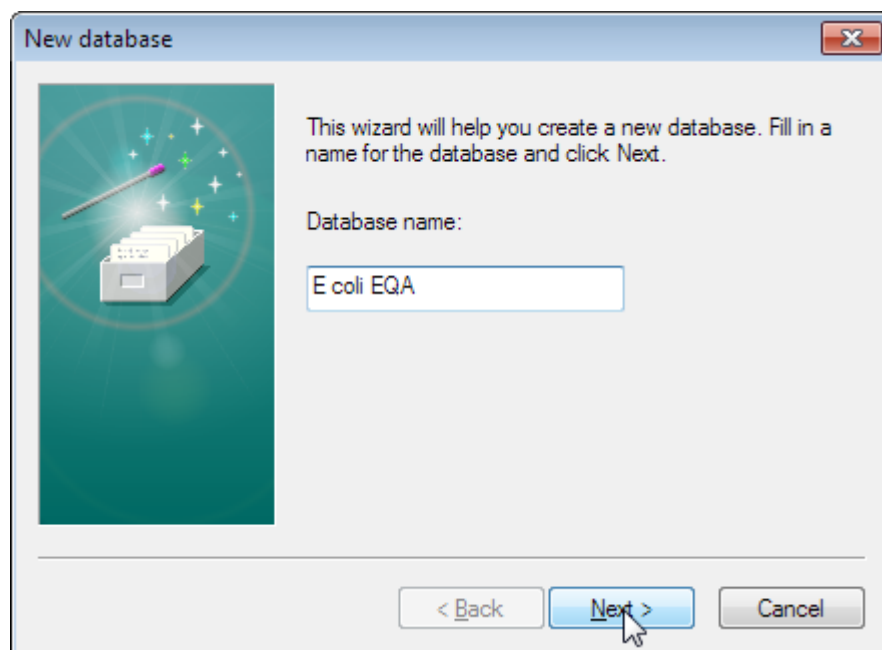 New database
This wizard will help you create a new database. Fill in a
name for the database and click Next.
Database name:
E coli EQA
< Back
Next >
Cancel